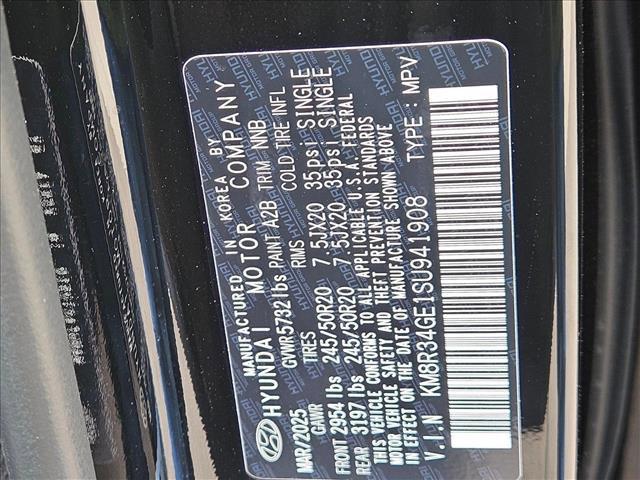 MANUFACTURED IN KOREA BY
HYUNDAI MOTOR COMPANY
MAR/2025 GVWR 5732 lbs PAINT A2B TRIM NNB
GAWR TIRES RIMS COLD TIRE INFL
FRONT 2954 lbs 245/50R20 7.5JX20 35psi SINGLE
REAR 3197 lbs 245/50R20 7.5JX20 35psi SINGLE
THIS VEHICLE CONFORMS TO ALL APPLICABLE U.S.A. FEDERAL
MOTOR VEHICLE SAFETY AND THEFT PREVENTION STANDARDS
IN EFFECT ON THE DATE OF MANUFACTURE SHOWN ABOVE
V.I.N KM8R34GE1SU941908 TYPE : MPV